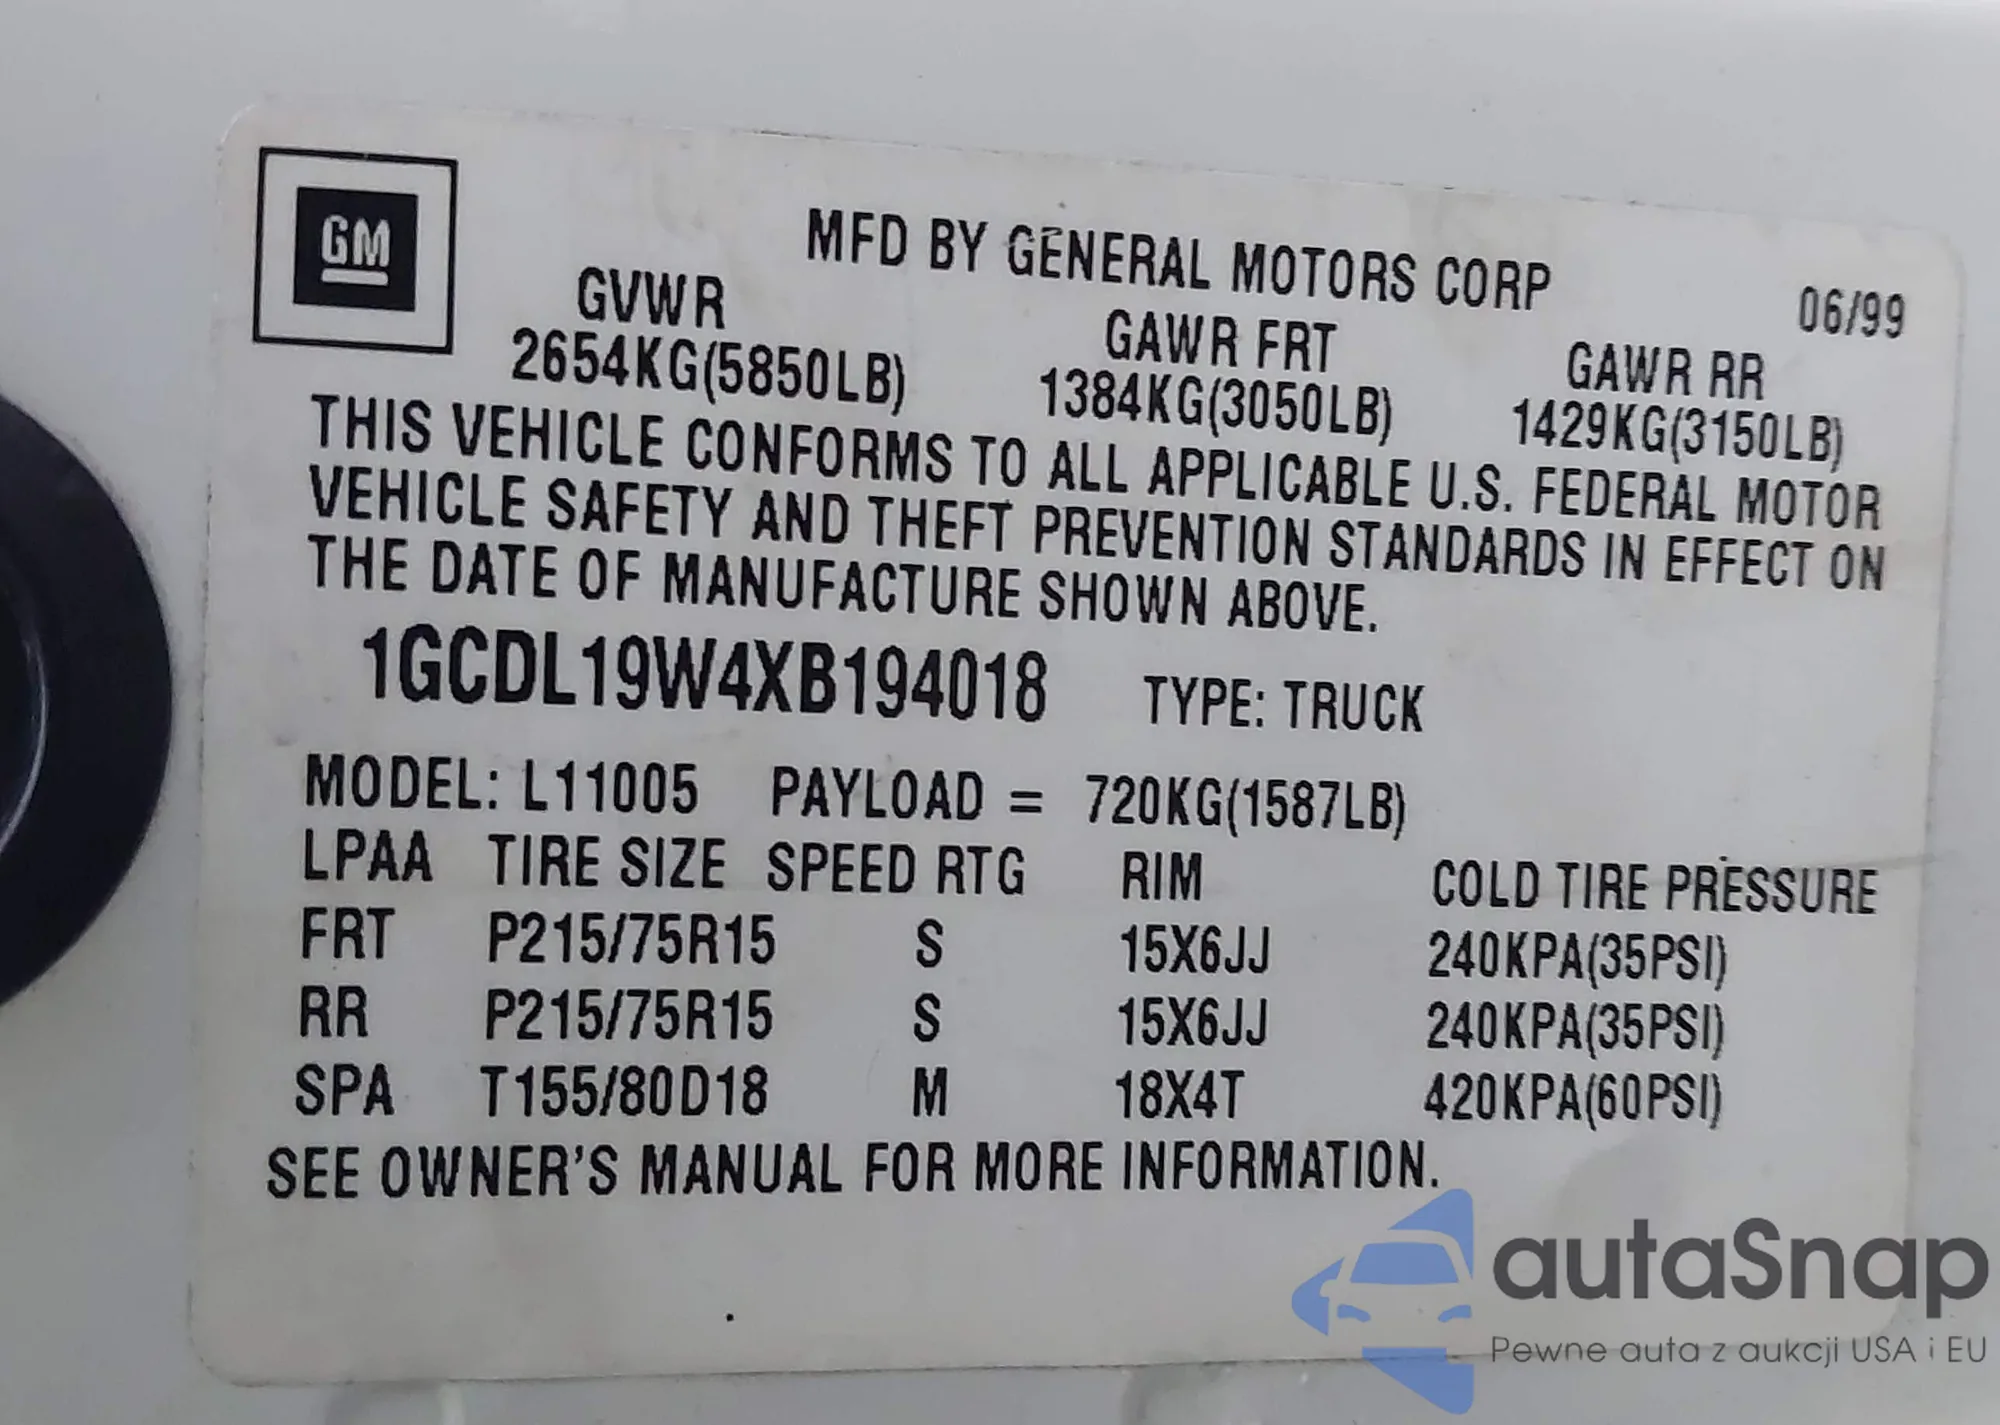 GM
MFD BY GENERAL MOTORS CORP 06/99
GVWR GAWR FRT GAWR RR
2654KG(5850LB) 1384KG(3050LB) 1429KG(3150LB)
THIS VEHICLE CONFORMS TO ALL APPLICABLE U.S. FEDERAL MOTOR
VEHICLE SAFETY AND THEFT PREVENTION STANDARDS IN EFFECT ON
THE DATE OF MANUFACTURE SHOWN ABOVE.
1GCDL19W4XB194018 TYPE: TRUCK
MODEL: L11005 PAYLOAD = 720KG(1587LB)
LPAA TIRE SIZE SPEED RTG RIM COLD TIRE PRESSURE
FRT P215/75R15 S 15X6JJ 240KPA(35PSI)
RR P215/75R15 S 15X6JJ 240KPA(35PSI)
SPA T155/80D18 M 18X4T 420KPA(60PSI)
SEE OWNER'S MANUAL FOR MORE INFORMATION.
autaSnap
Pewne auta z aukcji USA i EU